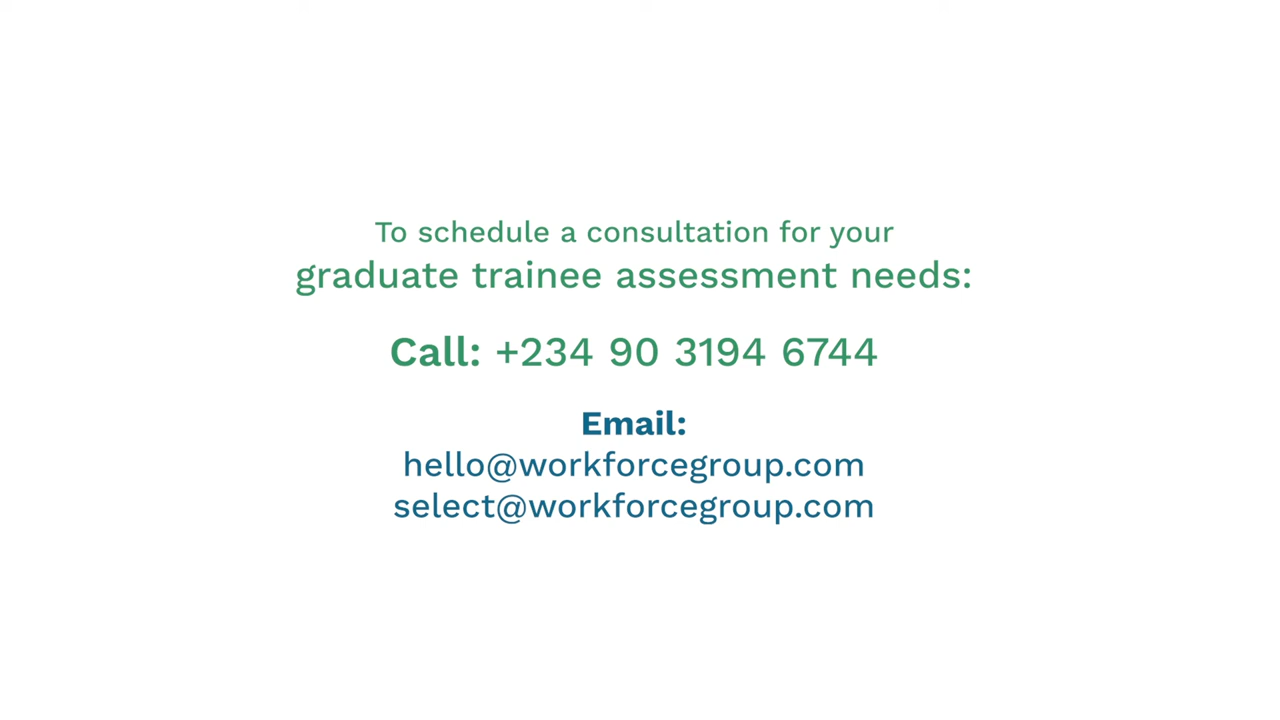 To schedule a consultation for your
graduate trainee assessment needs:
Call: +234 90 3194 6744
Email:
hello@workforcegroup.com
select@workforcegroup.com